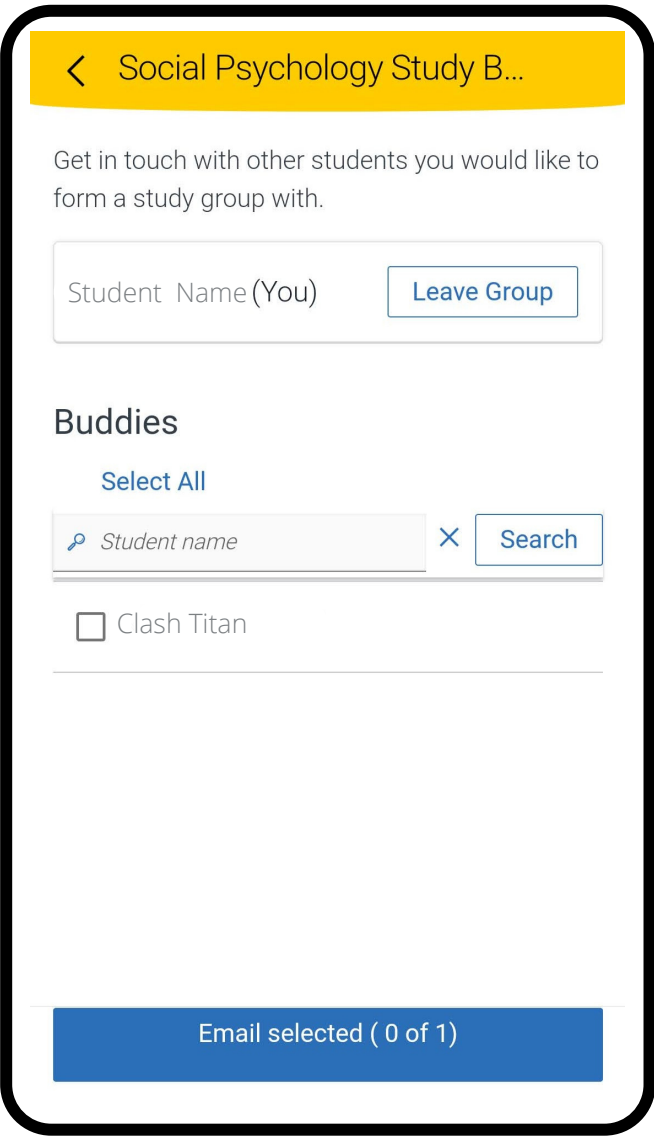 Social Psychology Study B...
Get in touch with other students you would like to
form a study group with.
Student Name (You)
Leave Group
Buddies
Select All
Student name
Search
Clash Titan
Email selected ( 0 of 1)